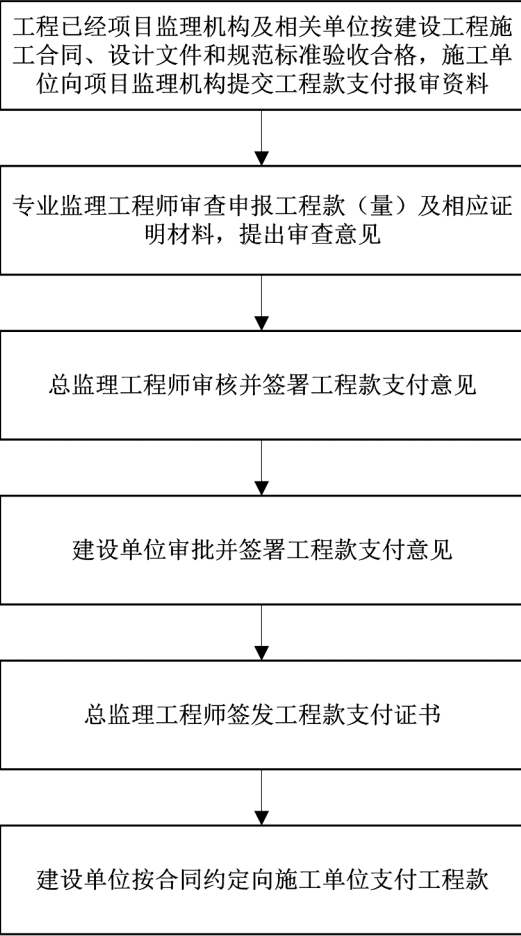 工程已经项目监理机构及相关单位按建设工程施
工合同、设计文件和规范标准验收合格，施工单
位向项目监理机构提交工程款支付报审资料
专业监理工程师审查申报工程款（量）及相应证
明材料，提出审查意见
总监理工程师审核并签署工程款支付意见
建设单位审批并签署工程款支付意见
总监理工程师签发工程款支付证书
建设单位按合同约定向施工单位支付工程款